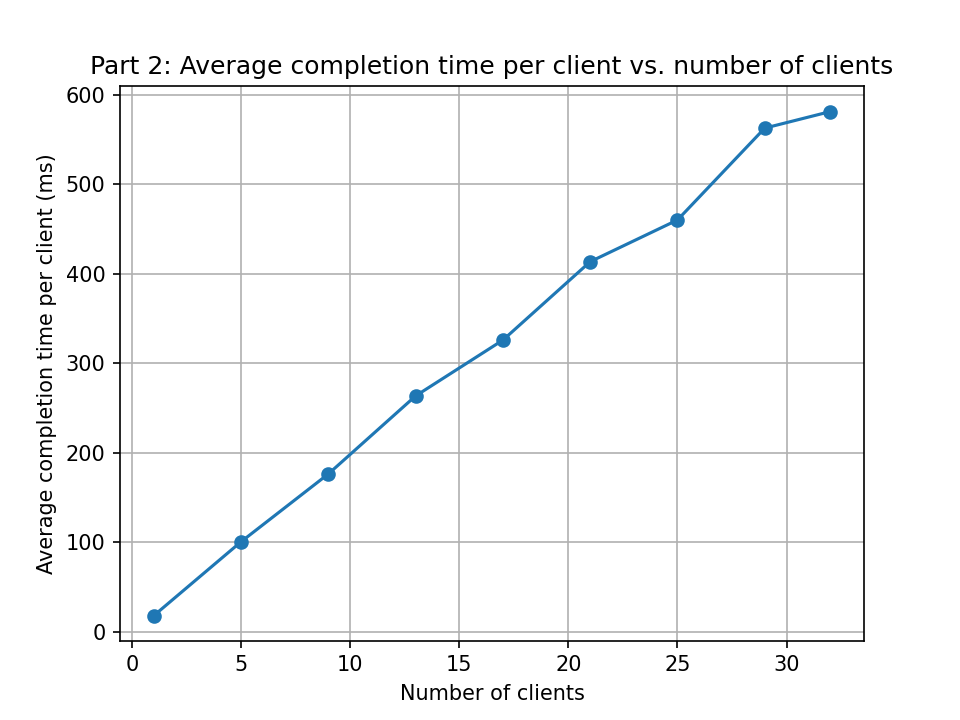 Part 2: Average completion time per client vs. number of clients
Average completion time per client (ms)
600
500
400
300
200
100
0
0 5 10 15 20 25 30
Number of clients